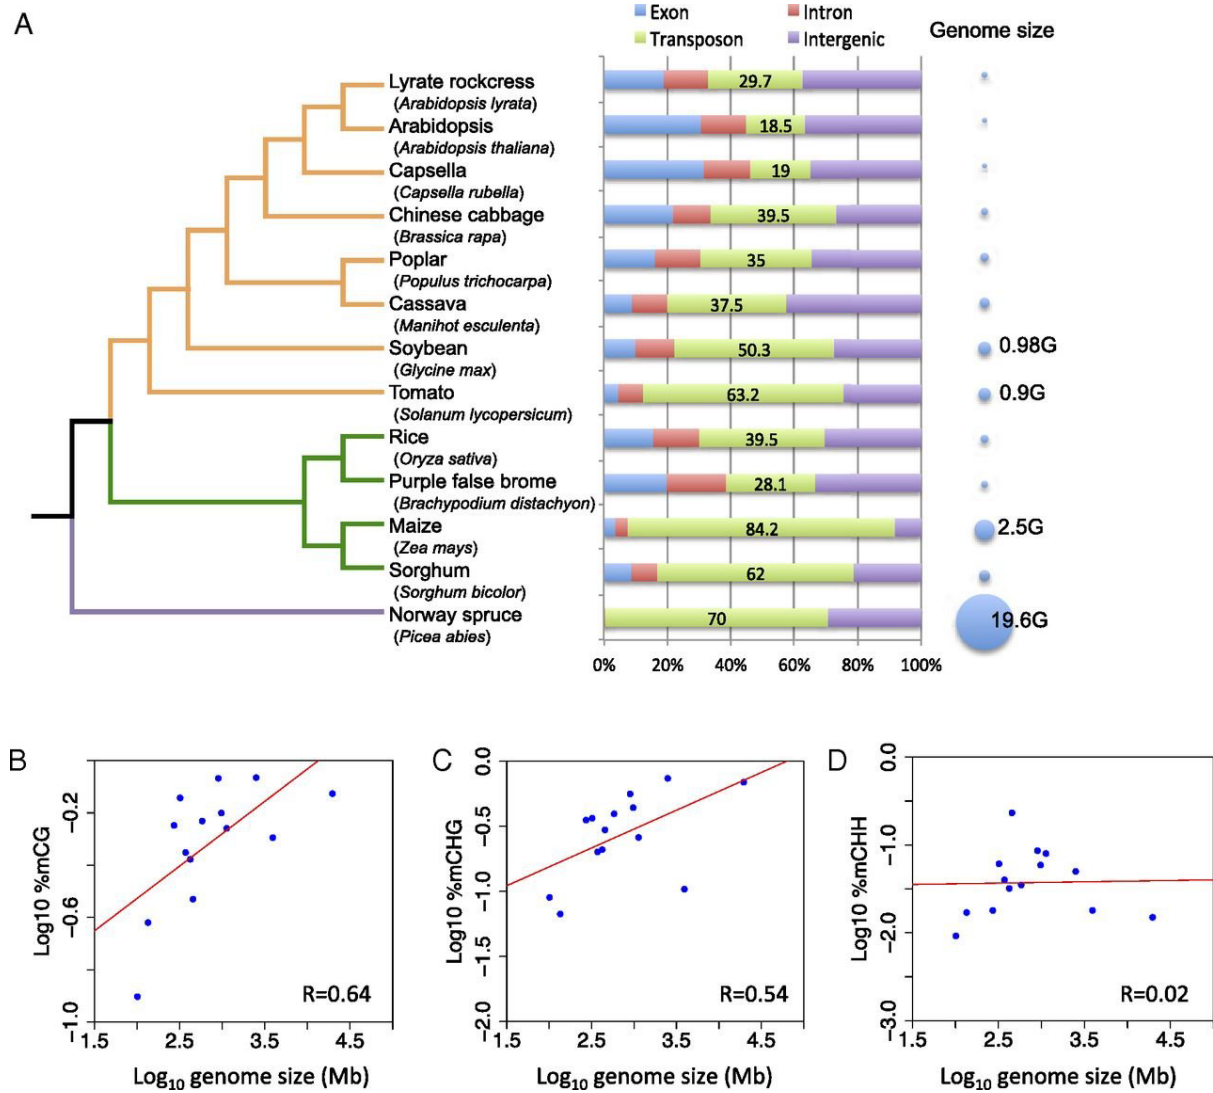 A
Exon
Intron
Transposon
Intergenic
Genome size
Lyrate rockcress
(Arabidopsis lyrata)
29.7
Arabidopsis
(Arabidopsis thaliana)
18.5
Capsella
(Capsella rubella)
19
Chinese cabbage
(Brassica rapa)
39.5
Poplar
(Populus trichocarpa)
35
Cassava
(Manihot esculenta)
37.5
Soybean
(Glycine max)
50.3
0.98G
Tomato
(Solanum lycopersicum)
63.2
0.9G
Rice
(Oryza sativa)
39.5
Purple false brome
(Brachypodium distachyon)
28.1
Maize
(Zea mays)
84.2
2.5G
Sorghum
(Sorghum bicolor)
62
Norway spruce
(Picea abies)
70
19.6G
0% 20% 40% 60% 80% 100%
B
Log10 %mCG
−0.2
−0.6
−1.0
R=0.64
1.5 2.5 3.5 4.5
Log10 genome size (Mb)
C
Log10 %mCHG
0.0
−0.5
−1.0
−1.5
−2.0
R=0.54
1.5 2.5 3.5 4.5
Log10 genome size (Mb)
D
Log10 %mCHH
0.0
−1.0
−2.0
−3.0
R=0.02
1.5 2.5 3.5 4.5
Log10 genome size (Mb)